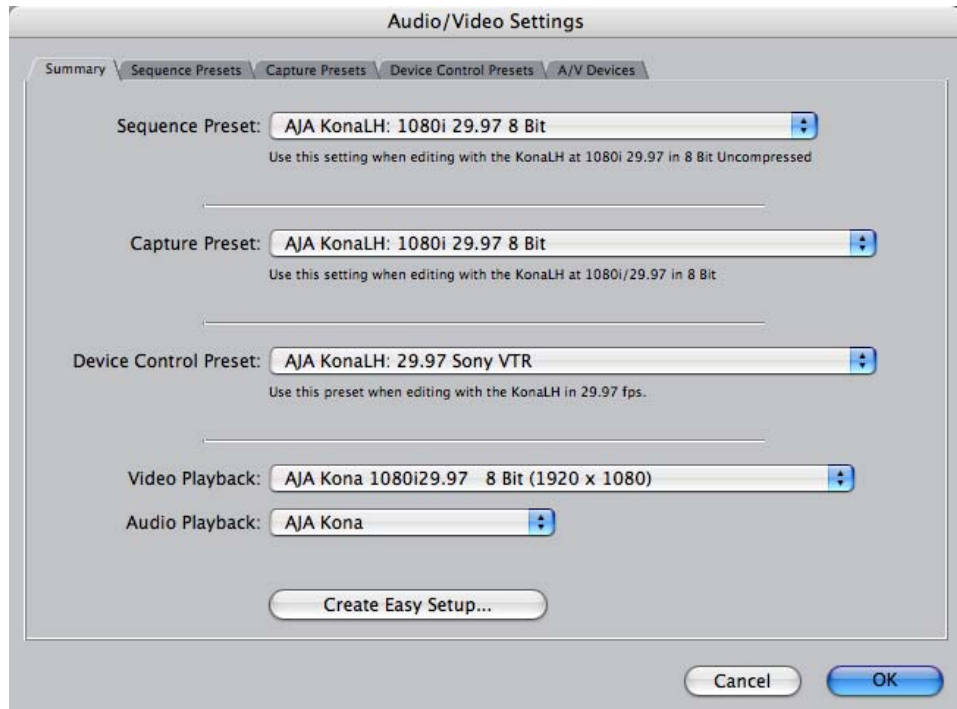 Audio/Video Settings
Summary
Sequence Presets
Capture Presets
Device Control Presets
A/V Devices
Sequence Preset: AJA KonaLH: 1080i 29.97 8 Bit
Use this setting when editing with the KonaLH at 1080i 29.97 in 8 Bit Uncompressed
Capture Preset: AJA KonaLH: 1080i 29.97 8 Bit
Use this setting when editing with the KonaLH at 1080i/29.97 in 8 Bit
Device Control Preset: AJA KonaLH: 29.97 Sony VTR
Use this preset when editing with the KonaLH in 29.97 fps.
Video Playback: AJA Kona 1080i29.97   8 Bit (1920 x 1080)
Audio Playback: AJA Kona
Create Easy Setup...
Cancel
OK